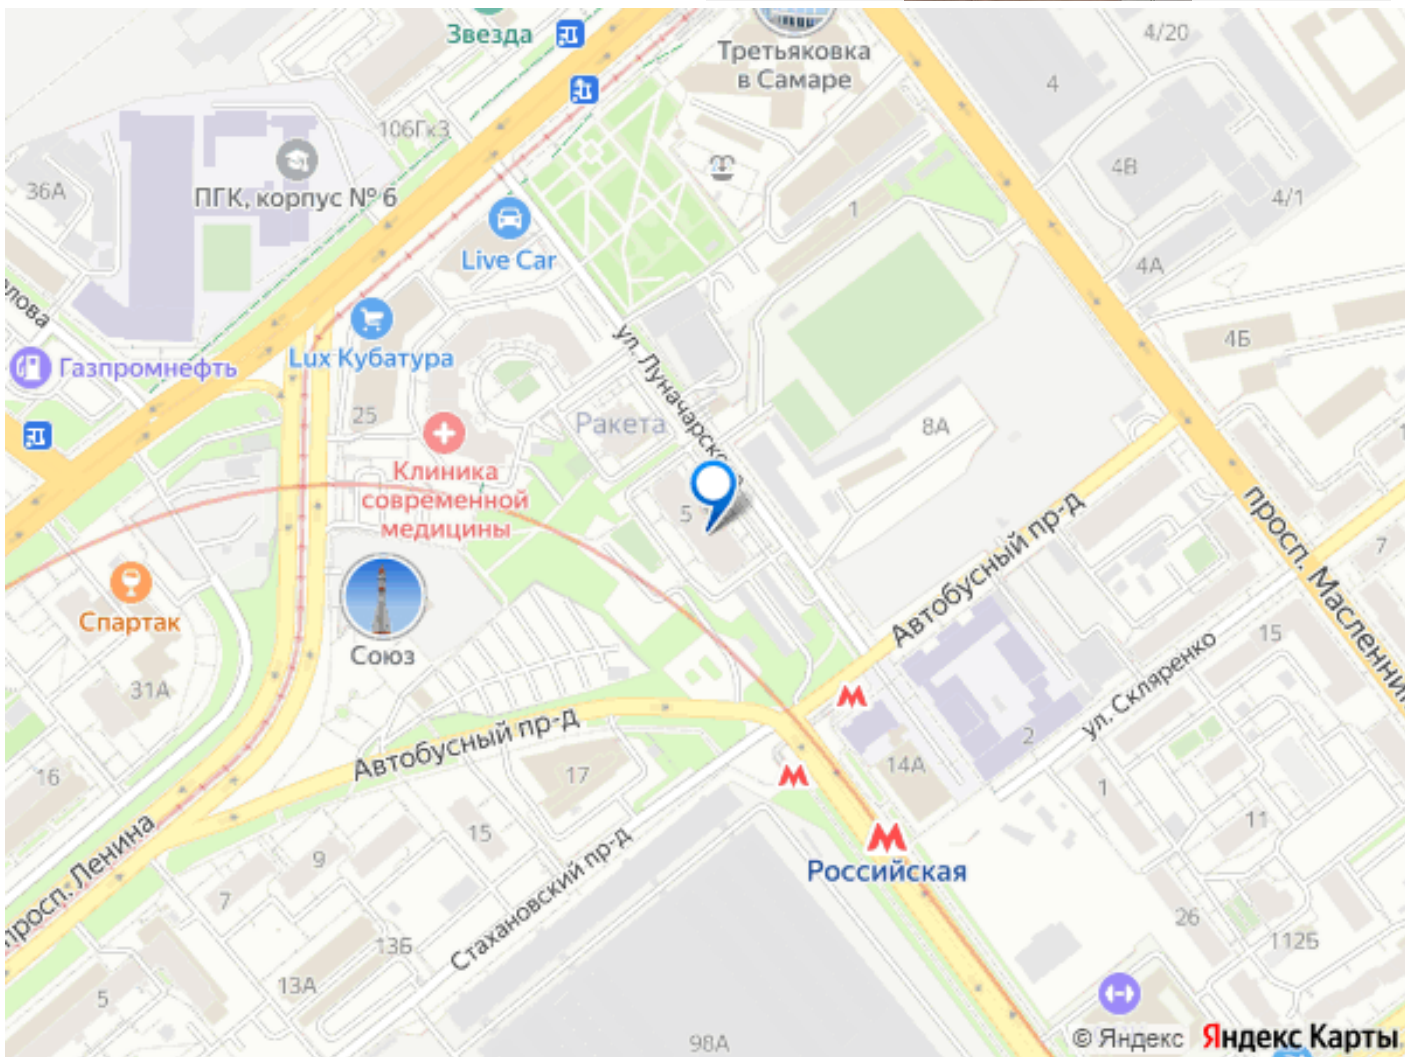 Звезда
Третьяковка
в Самаре
4/20
4
106Гк3
4В
36А
ПГК, корпус № 6
4/1
1
Live Car
4А
ул. Луначарского
4Б
Lux Кубатура
Газпромнефть
25
Ракета
8А
Клиника
современной
медицины
5
просп. Масленникова
Автобусный пр-д
7
Спартак
Союз
15
31А
ул. Скляренко
2
Автобусный пр-д
14А
16
17
1
просп. Ленина
15
11
9
Российская
7
Стахановский пр-д
26
13Б
112Б
13А
5
98А
© Яндекс Яндекс Карты